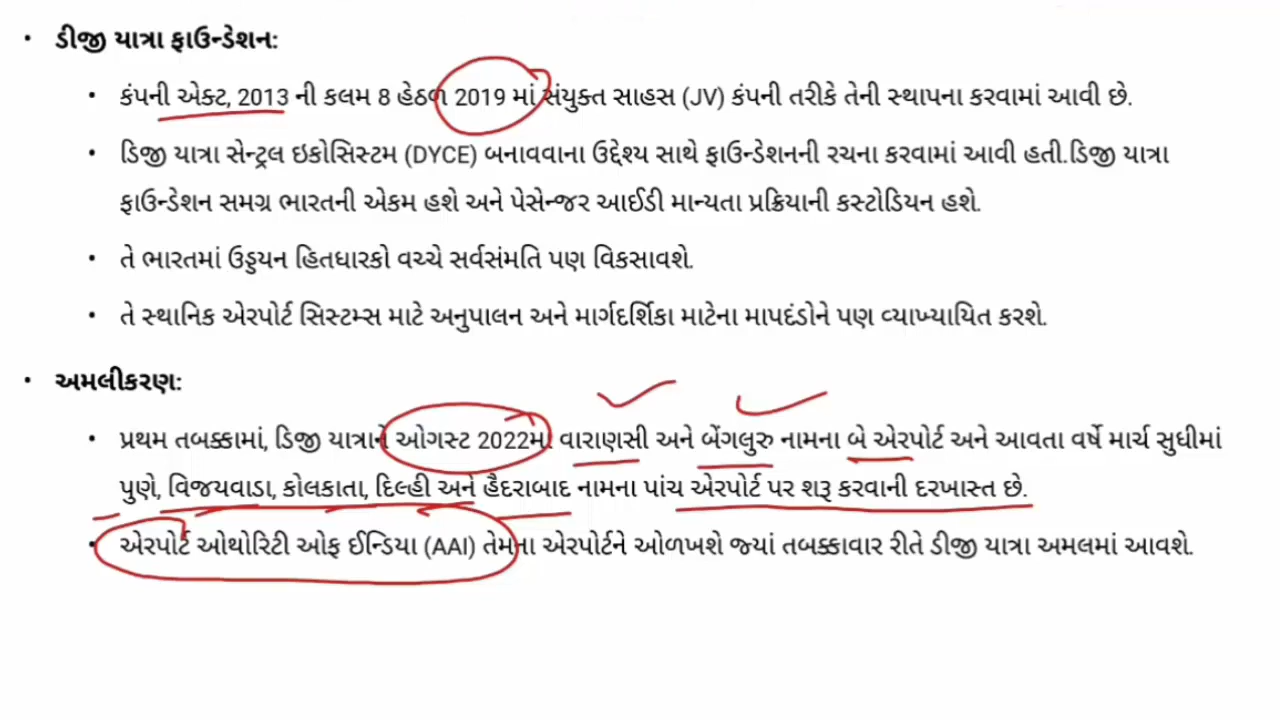 • ડીજી યાત્રા ફાઉન્ડેશન:
• કંપની એક્ટ, 2013 ની કલમ 8 હેઠળ 2019 માં સંયુક્ત સાહસ (JV) કંપની તરીકે તેની સ્થાપના કરવામાં આવી છે.
• ડિજી યાત્રા સેન્ટ્રલ ઇકોસિસ્ટમ (DYCE) બનાવવાના ઉદ્દેશ્ય સાથે ફાઉન્ડેશનની રચના કરવામાં આવી હતી.ડિજી યાત્રા
ફાઉન્ડેશન સમગ્ર ભારતની એકમ હશે અને પેસેન્જર આઈડી માન્યતા પ્રક્રિયાની કસ્ટોડિયન હશે.
• તે ભારતમાં ઉડ્ડયન હિતધારકો વચ્ચે સર્વસંમતિ પણ વિકસાવશે.
• તે સ્થાનિક એરપોર્ટ સિસ્ટમ્સ માટે અનુપાલન અને માર્ગદર્શિકા માટેના માપદંડોને પણ વ્યાખ્યાયિત કરશે.
• અમલીકરણ:
• પ્રથમ તબક્કામાં, ડિજી યાત્રાને ઓગસ્ટ 2022માં વારાણસી અને બેંગલુરુ નામના બે એરપોર્ટ અને આવતા વર્ષે માર્ચ સુધીમાં
પુણે, વિજયવાડા, કોલકાતા, દિલ્હી અને હૈદરાબાદ નામના પાંચ એરપોર્ટ પર શરૂ કરવાની દરખાસ્ત છે.
• એરપોર્ટ ઓથોરિટી ઓફ ઈન્ડિયા (AAI) તેમના એરપોર્ટને ઓળખશે જ્યાં તબક્કાવાર રીતે ડીજી યાત્રા અમલમાં આવશે.